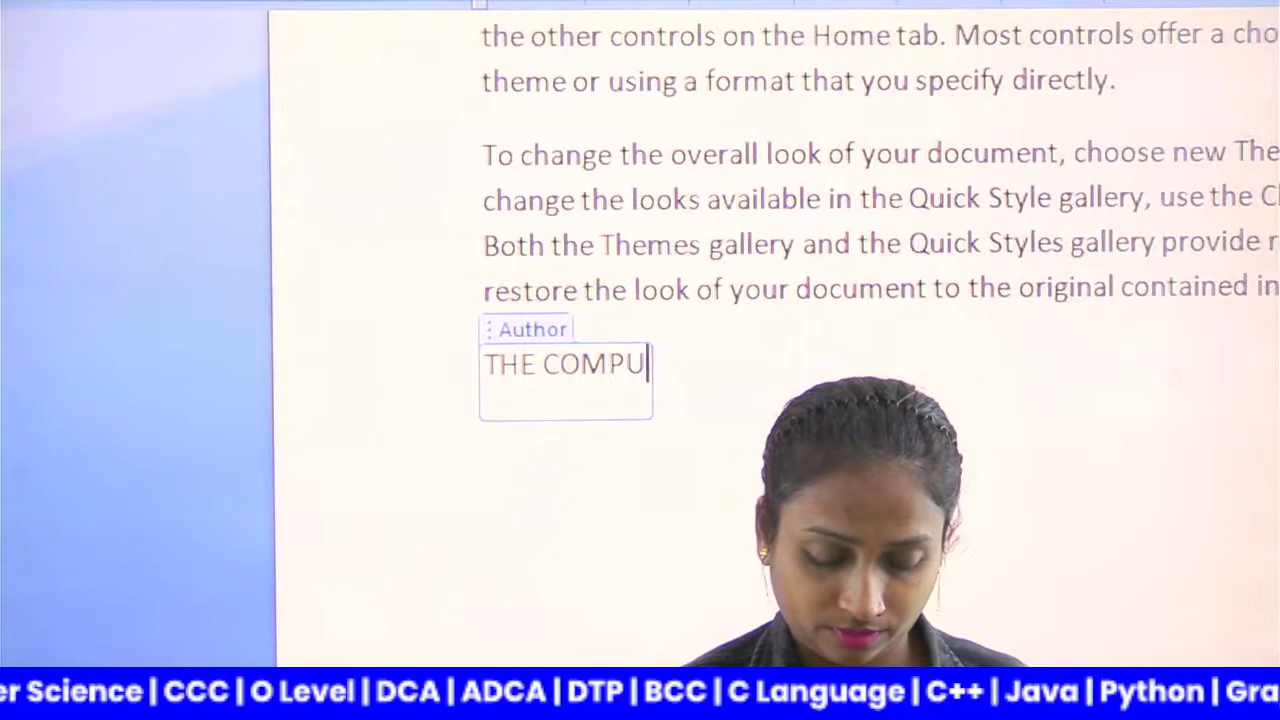 the other controls on the Home tab. Most controls offer a cho
theme or using a format that you specify directly.
To change the overall look of your document, choose new The
change the looks available in the Quick Style gallery, use the C
Both the Themes gallery and the Quick Styles gallery provide r
restore the look of your document to the original contained in
Author
THE COMPU
er Science | CCC | O Level | DCA | ADCA | DTP | BCC | C Language | C++ | Java | Python | Gra